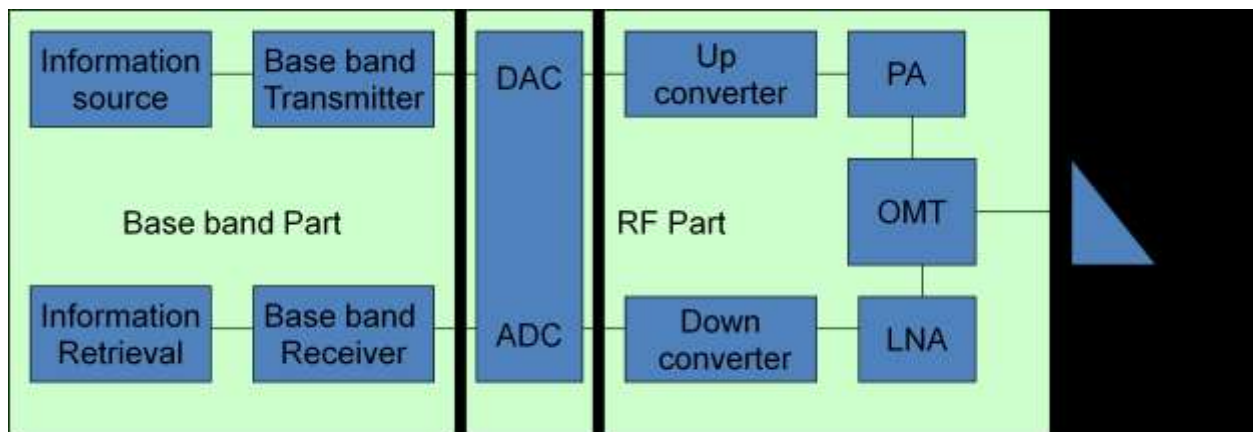 Information
source
Base band
Transmitter
DAC
Up
converter
PA
Base band Part
RF Part
OMT
Information
Retrieval
Base band
Receiver
ADC
Down
converter
LNA